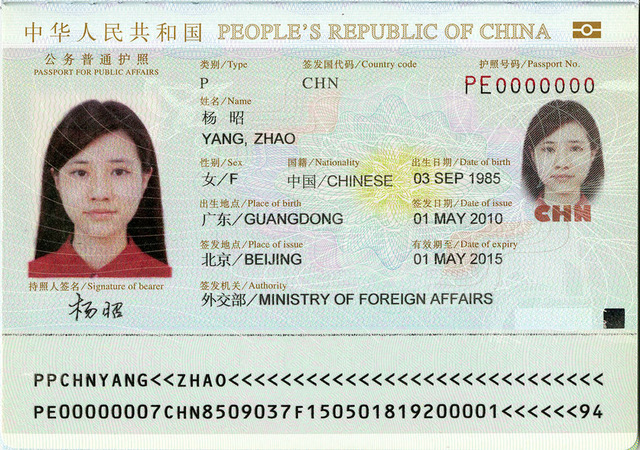 中华人民共和国 PEOPLE'S REPUBLIC OF CHINA
公务普通护照
PASSPORT FOR PUBLIC AFFAIRS
类别/Type 签发国代码/Country code 护照号码/Passport No.
P CHN PE0000000
姓名/Name
杨 昭
YANG, ZHAO
性别/Sex 国籍/Nationality 出生日期/Date of birth
女/F 中国/CHINESE 03 SEP 1985
出生地点/Place of birth 签发日期/Date of issue
广东/GUANGDONG 01 MAY 2010
签发地点/Place of issue 有效期至/Date of expiry
北京/BEIJING 01 MAY 2015
签发机关/Authority
外交部/MINISTRY OF FOREIGN AFFAIRS
CHN
持照人签名/Signature of bearer
杨昭
PPCHNYANG<<ZHAO<<<<<<<<<<<<<<<<<<<<<<<<<<<<<
PE00000007CHN8509037F150501819200001<<<<<<94